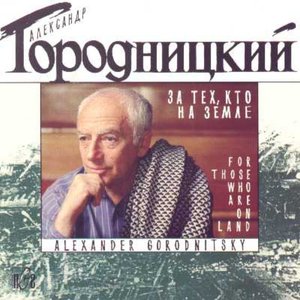 АЛЕКСАНДР
Городницкий
ЗА ТЕХ, КТО
НА ЗЕМЛЕ
FOR
THOSE
WHO
ARE
ON
LAND
ALEXANDER GORODNITSKY